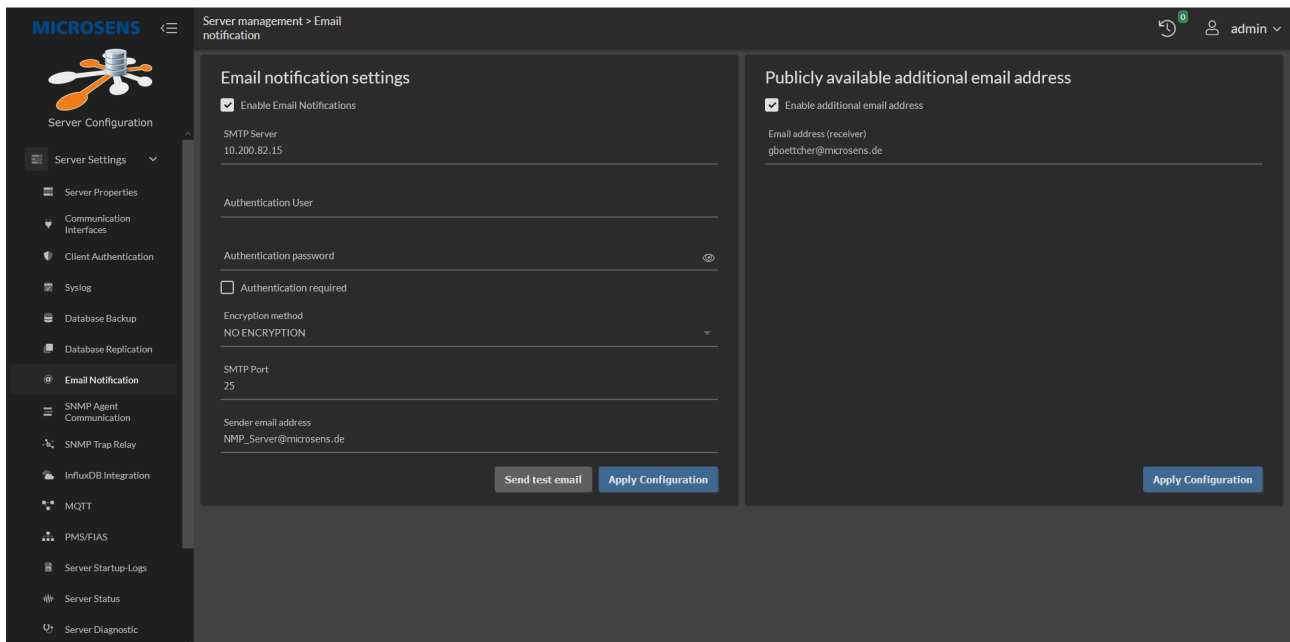 MICROSENS
Server Configuration
Server Settings
Server Properties
Communication
Interfaces
Client Authentication
Syslog
Database Backup
Database Replication
@ Email Notification
SNMP Agent
Communication
SNMP Trap Relay
InfluxDB Integration
MQTT
PMS/FIAS
Server Startup-Logs
Server Status
Server Diagnostic
Server management > Email
notification
0
admin
Email notification settings
Enable Email Notifications
SMTP Server
10.200.82.15
Authentication User
Authentication password
Authentication required
Encryption method
NO ENCRYPTION
SMTP Port
25
Sender email address
NMP_Server@microsens.de
Send test email
Apply Configuration
Publicly available additional email address
Enable additional email address
Email address (receiver)
gboettcher@microsens.de
Apply Configuration